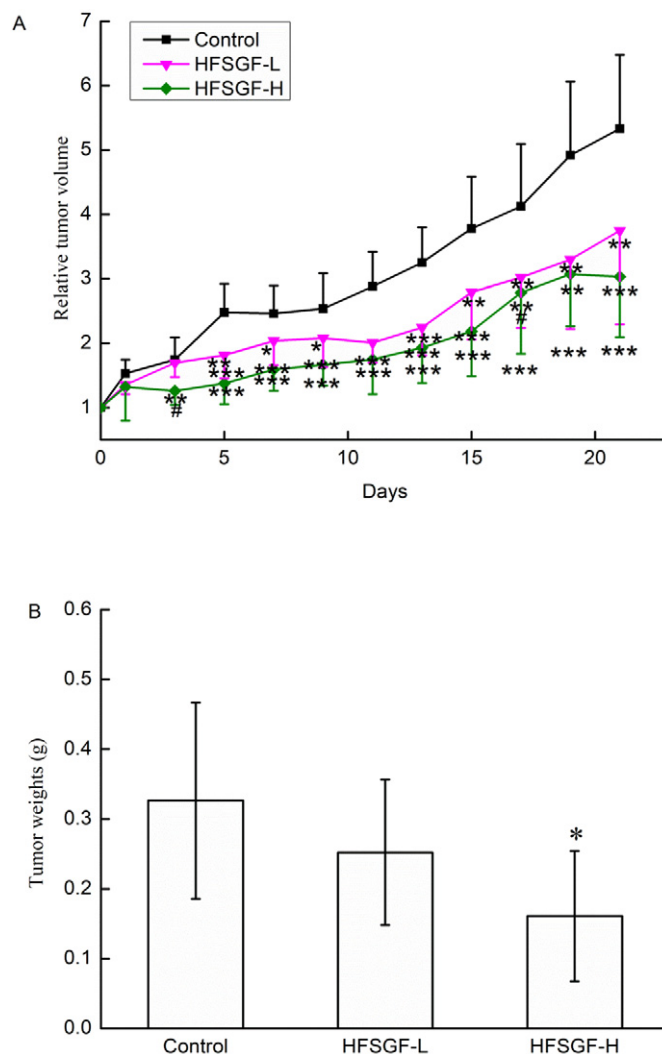 A
Control
HFSGF-L
HFSGF-H
7
6
5
4
3
2
1
Relative tumor volume
** ** ***
** ** ** ***
* * *** *** ** #
** *** *** *** *** *** *** *** *** ***
** *** *** *** ***
#
0 5 10 15 20
Days
B
0.6
0.5
0.4
0.3
0.2
0.1
0.0
Tumor weights (g)
*
Control HFSGF-L HFSGF-H